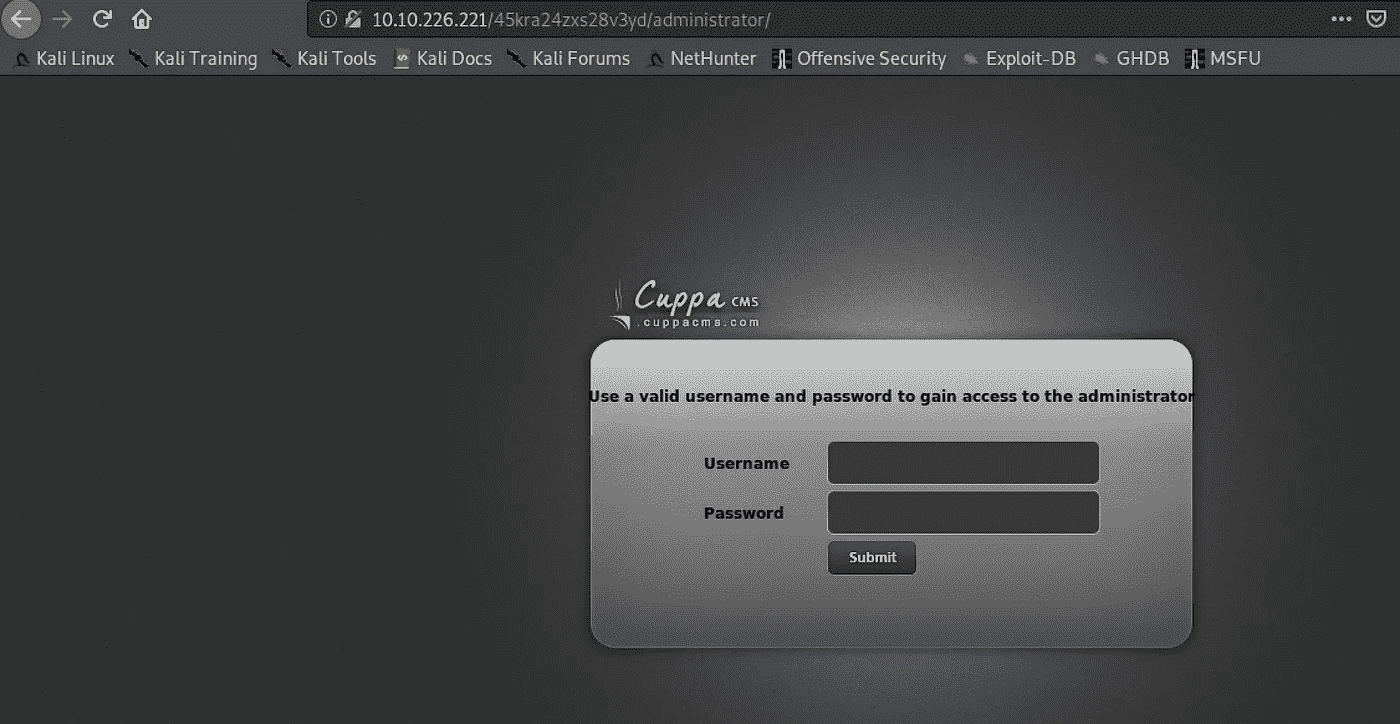 10.10.226.221/45kra24zxs28v3yd/administrator/
Kali Linux Kali Training Kali Tools Kali Docs Kali Forums NetHunter Offensive Security Exploit-DB GHDB MSFU
Cuppa CMS
.cuppacms.com
Use a valid username and password to gain access to the administrator
Username
Password
Submit